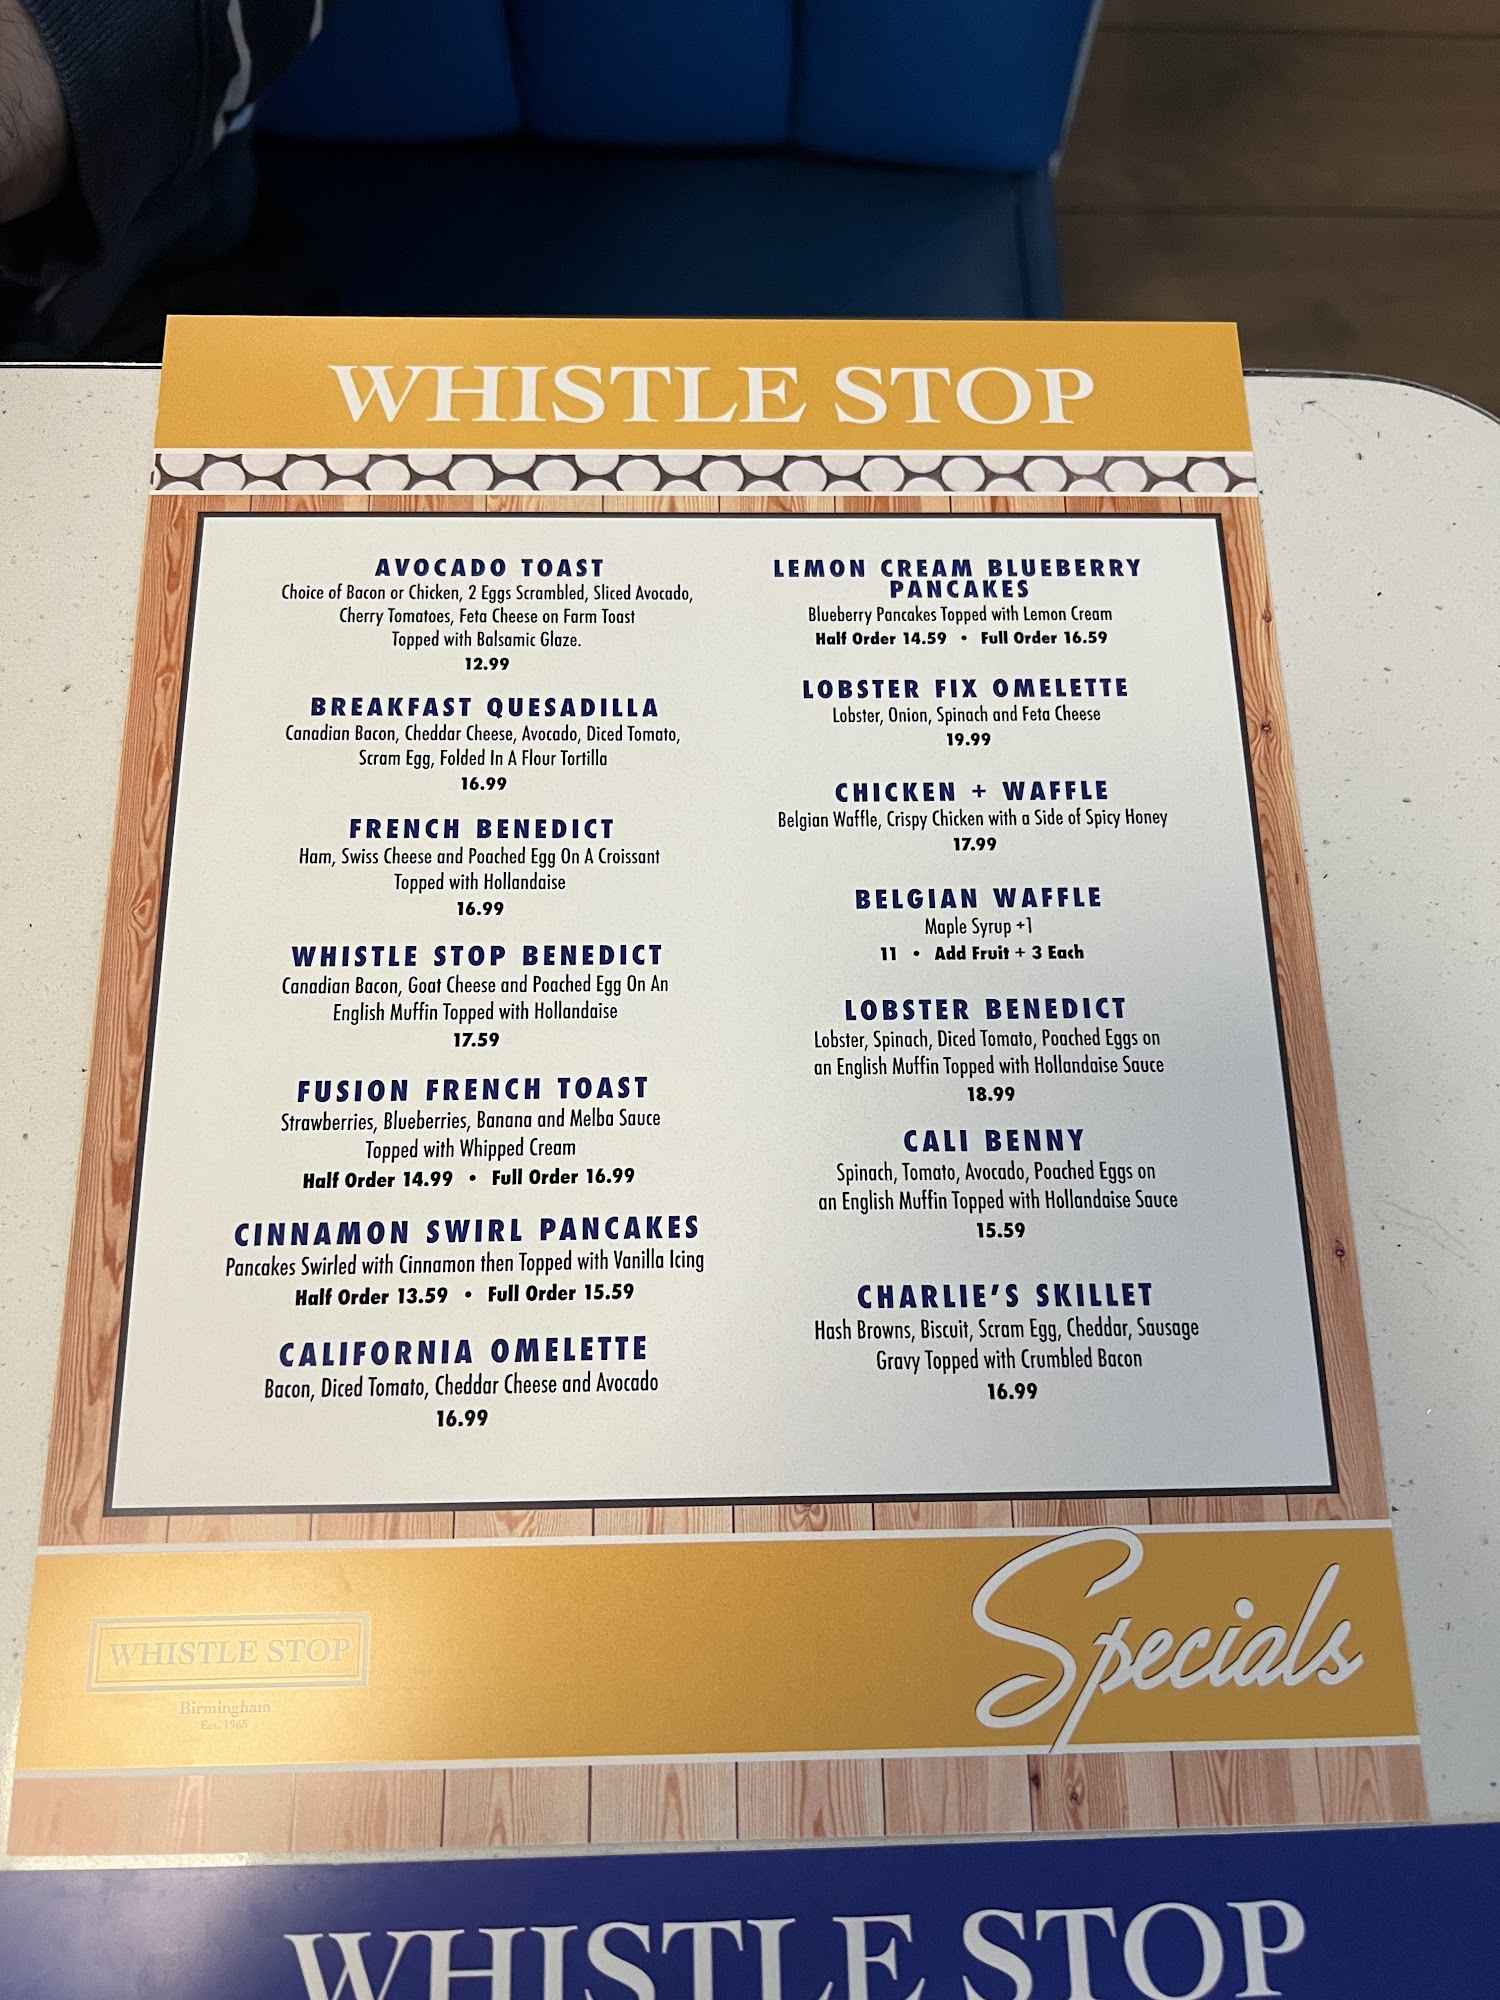 WHISTLE STOP
AVOCADO TOAST
Choice of Bacon or Chicken, 2 Eggs Scrambled, Sliced Avocado,
Cherry Tomatoes, Feta Cheese on Farm Toast
Topped with Balsamic Glaze.
12.99
BREAKFAST QUESADILLA
Canadian Bacon, Cheddar Cheese, Avocado, Diced Tomato,
Scram Egg, Folded In A Flour Tortilla
16.99
FRENCH BENEDICT
Ham, Swiss Cheese and Poached Egg On A Croissant
Topped with Hollandaise
16.99
WHISTLE STOP BENEDICT
Canadian Bacon, Goat Cheese and Poached Egg On An
English Muffin Topped with Hollandaise
17.59
FUSION FRENCH TOAST
Strawberries, Blueberries, Banana and Melba Sauce
Topped with Whipped Cream
Half Order 14.99 • Full Order 16.99
CINNAMON SWIRL PANCAKES
Pancakes Swirled with Cinnamon then Topped with Vanilla Icing
Half Order 13.59 • Full Order 15.59
CALIFORNIA OMELETTE
Bacon, Diced Tomato, Cheddar Cheese and Avocado
16.99
LEMON CREAM BLUEBERRY
PANCAKES
Blueberry Pancakes Topped with Lemon Cream
Half Order 14.59 • Full Order 16.59
LOBSTER FIX OMELETTE
Lobster, Onion, Spinach and Feta Cheese
19.99
CHICKEN + WAFFLE
Belgian Waffle, Crispy Chicken with a Side of Spicy Honey
17.99
BELGIAN WAFFLE
Maple Syrup +1
11 • Add Fruit + 3 Each
LOBSTER BENEDICT
Lobster, Spinach, Diced Tomato, Poached Eggs on
an English Muffin Topped with Hollandaise Sauce
18.99
CALI BENNY
Spinach, Tomato, Avocado, Poached Eggs on
an English Muffin Topped with Hollandaise Sauce
15.59
CHARLIE'S SKILLET
Hash Browns, Biscuit, Scram Egg, Cheddar, Sausage
Gravy Topped with Crumbled Bacon
16.99
WHISTLE STOP
Birmingham
Est. 1965
Specials
WHISTLE STOP